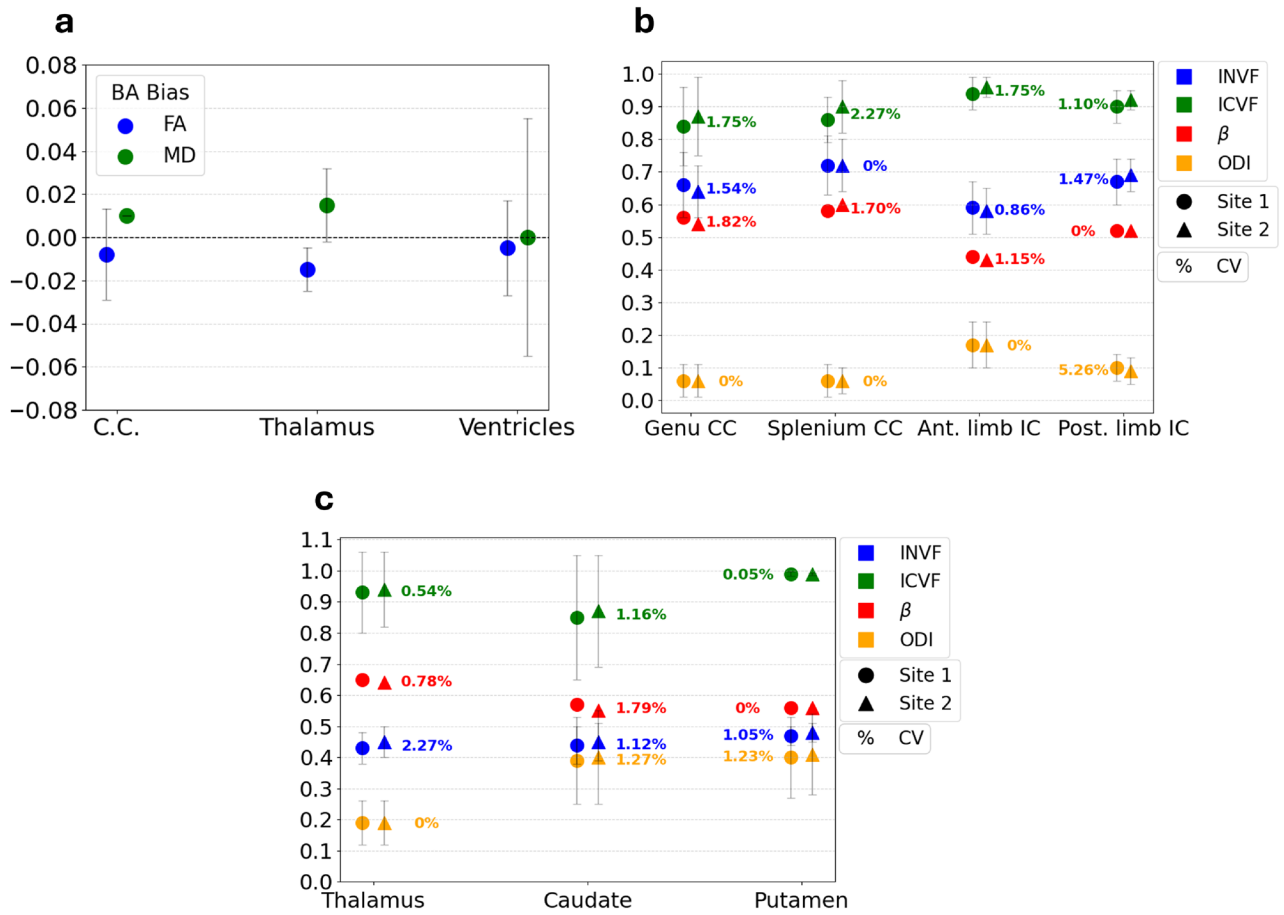 a
0.08
0.06
0.04
0.02
0.00
−0.02
−0.04
−0.06
−0.08
BA Bias
FA
MD
C.C. Thalamus Ventricles
b
1.0
0.9
0.8
0.7
0.6
0.5
0.4
0.3
0.2
0.1
0.0
1.75% 2.27% 1.75% 1.10%
1.54% 0% 0.86% 1.47%
1.82% 1.70% 1.15% 0%
0% 0% 0% 5.26%
Genu CC Splenium CC Ant. limb IC Post. limb IC
INVF
ICVF
β
ODI
Site 1
Site 2
% CV
c
1.1
1.0
0.9
0.8
0.7
0.6
0.5
0.4
0.3
0.2
0.1
0.0
0.54% 1.16% 0.05%
0.78% 1.79% 0%
2.27% 1.12% 1.05%
0% 1.27% 1.23%
Thalamus Caudate Putamen
INVF
ICVF
β
ODI
Site 1
Site 2
% CV